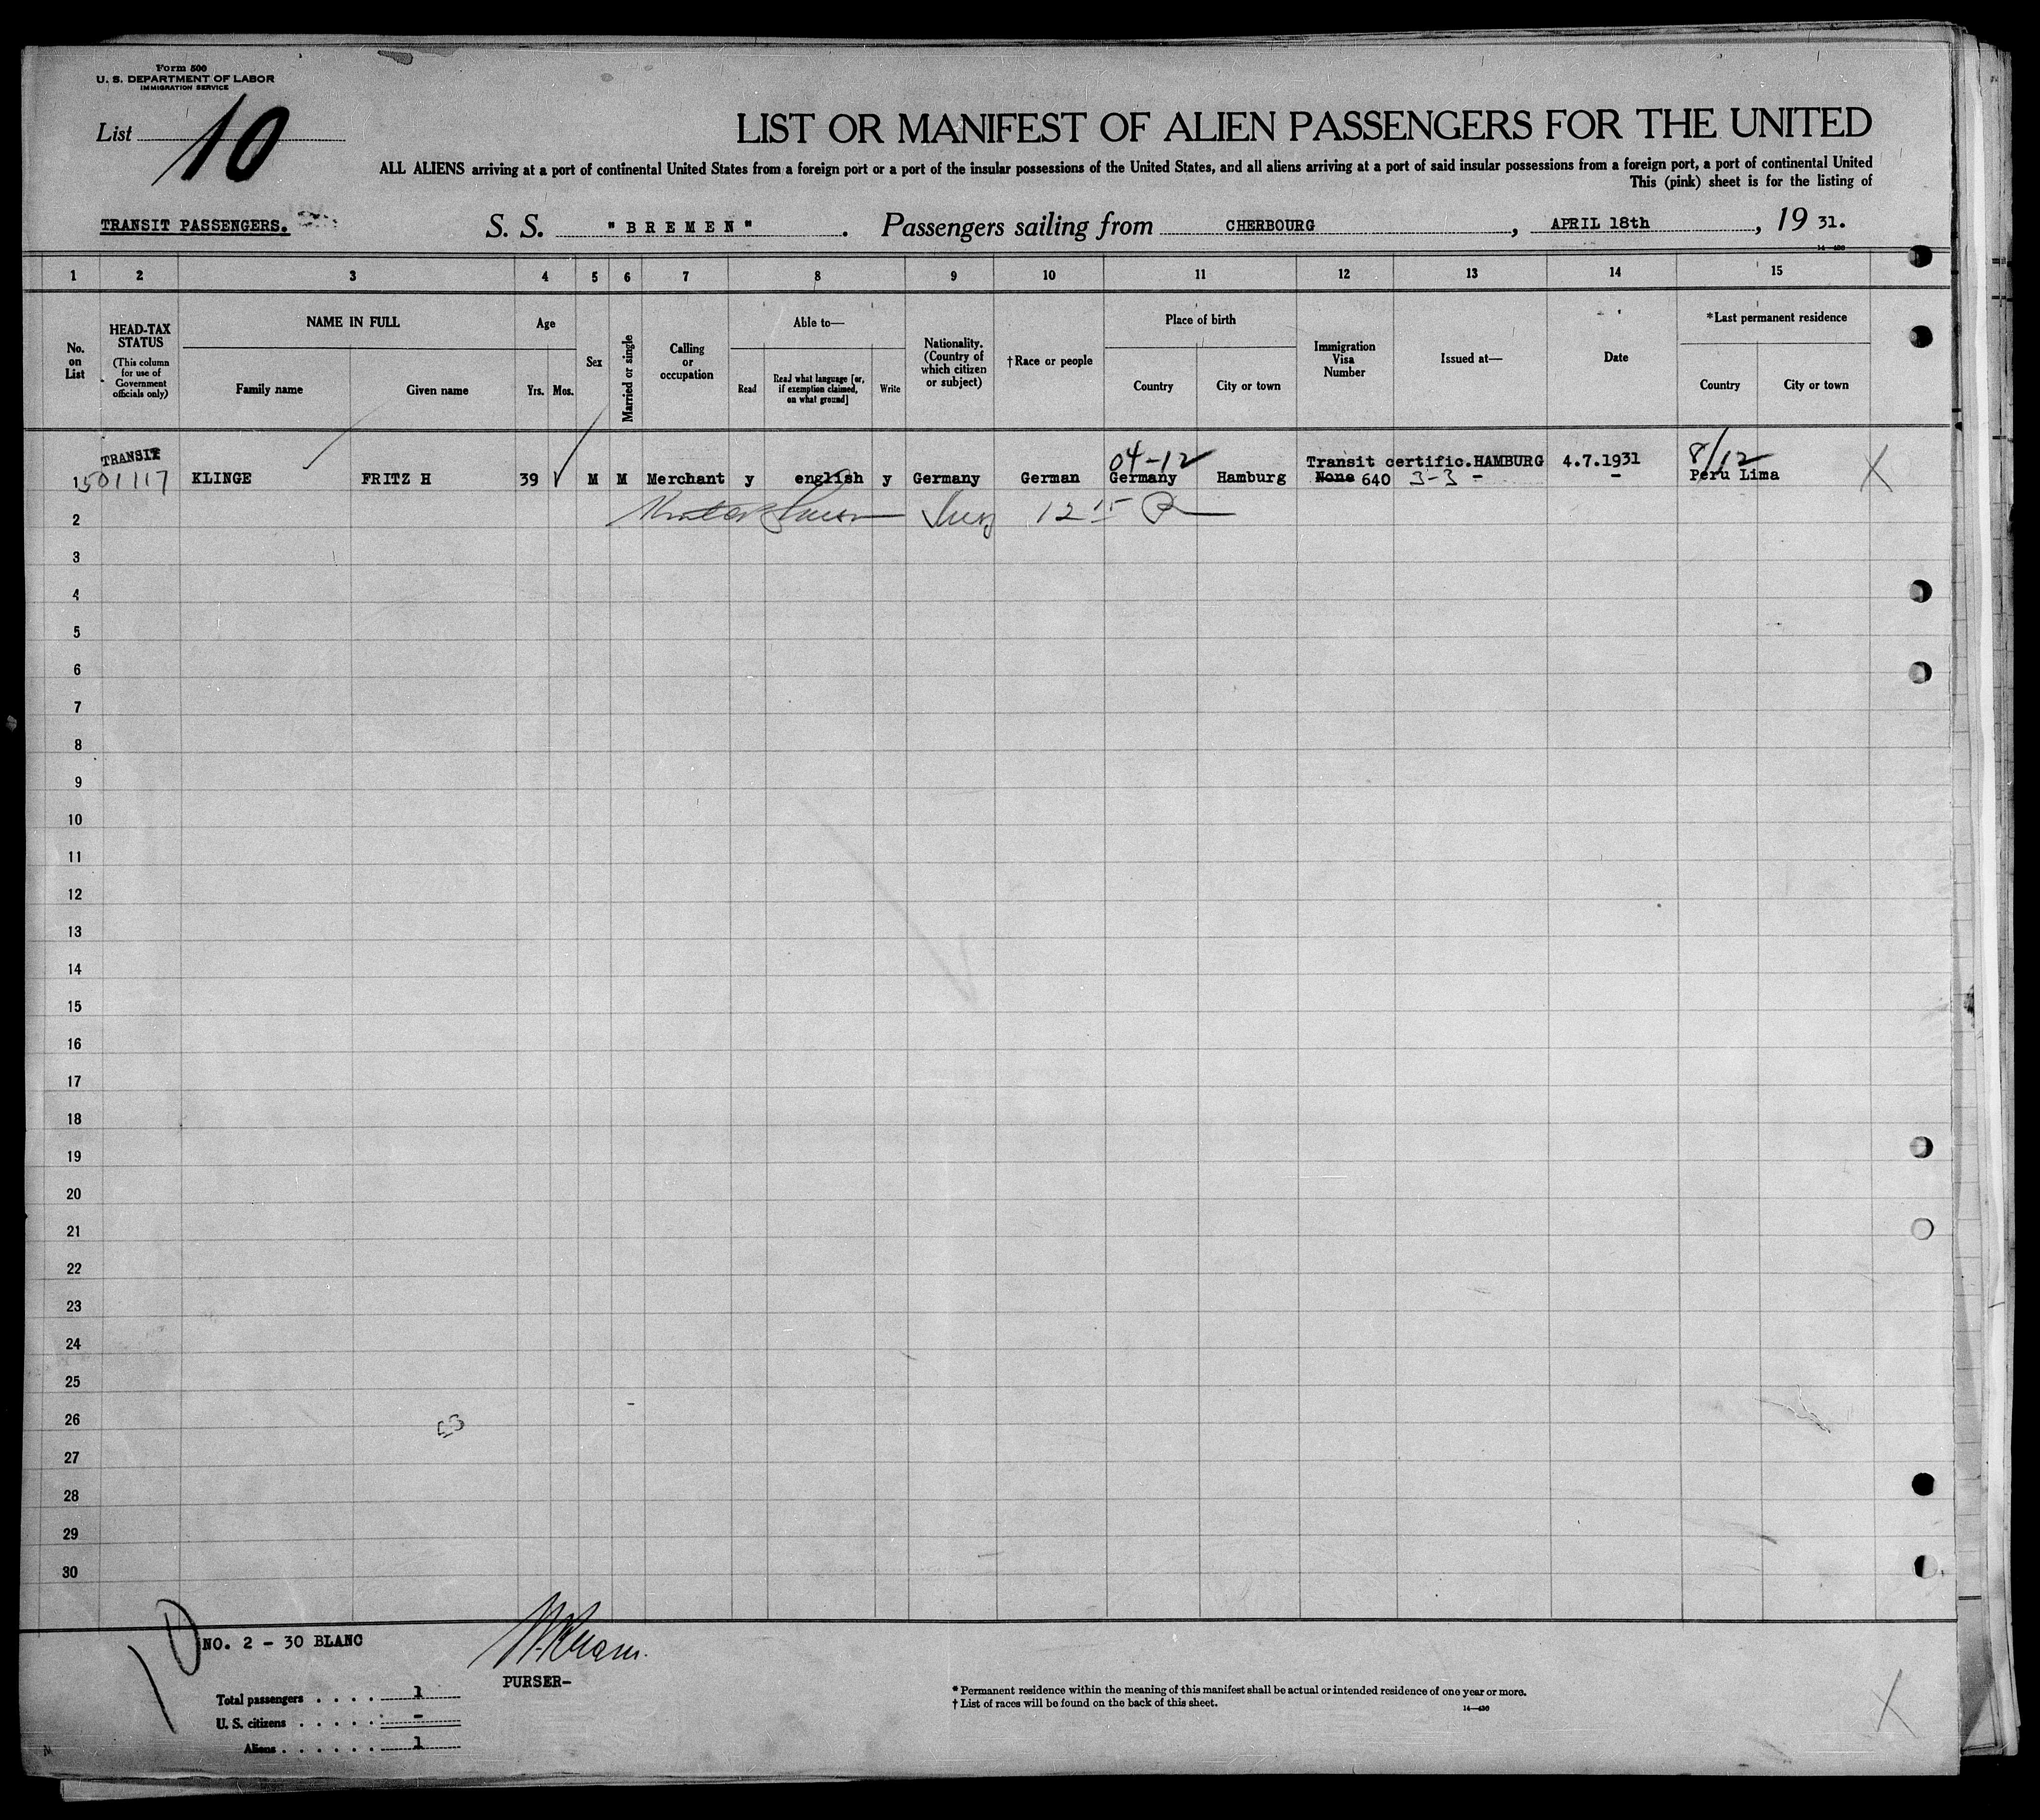 Form 500
U. S. DEPARTMENT OF LABOR
IMMIGRATION SERVICE
List 10
LIST OR MANIFEST OF ALIEN PASSENGERS FOR THE UNITED
ALL ALIENS arriving at a port of continental United States from a foreign port or a port of the insular possessions of the United States, and all aliens arriving at a port of said insular possessions from a foreign port, a port of continental United
This (pink) sheet is for the listing of
TRANSIT PASSENGERS. S. S. "BREMEN". Passengers sailing from CHERBOURG, APRIL 18th, 19 31.
14—430
1 2 3 4 5 6 7 8 9 10 11 12 13 14 15
No. on List
HEAD-TAX STATUS
(This column for use of Government officials only)
NAME IN FULL
Family name Given name
Age
Yrs. Mos.
Sex
Married or single
Calling or occupation
Able to—
Read Read what language [or, if exemption claimed, on what ground] Write
Nationality. (Country of which citizen or subject)
†Race or people
Place of birth
Country City or town
Immigration Visa Number
Issued at—
Date
*Last permanent residence
Country City or town
TRANSIT 04-12 Transit certific. HAMBURG 4.7.1931 8/12
1 501117 KLINGE FRITZ H 39 M M Merchant y english y Germany German Germany Hamburg None 640 3-3 - - Peru Lima X
2 12 15
3
4
5
6
7
8
9
10
11
12
13
14
15
16
17
18
19
20
21
22
23
24
25
26
27
28
29
30
10
NO. 2 - 30 BLANC
PURSER-
Total passengers . . . . 1
U. S. citizens . . . . . -
Aliens . . . . . . 1
* Permanent residence within the meaning of this manifest shall be actual or intended residence of one year or more.
† List of races will be found on the back of this sheet.
14—430
X